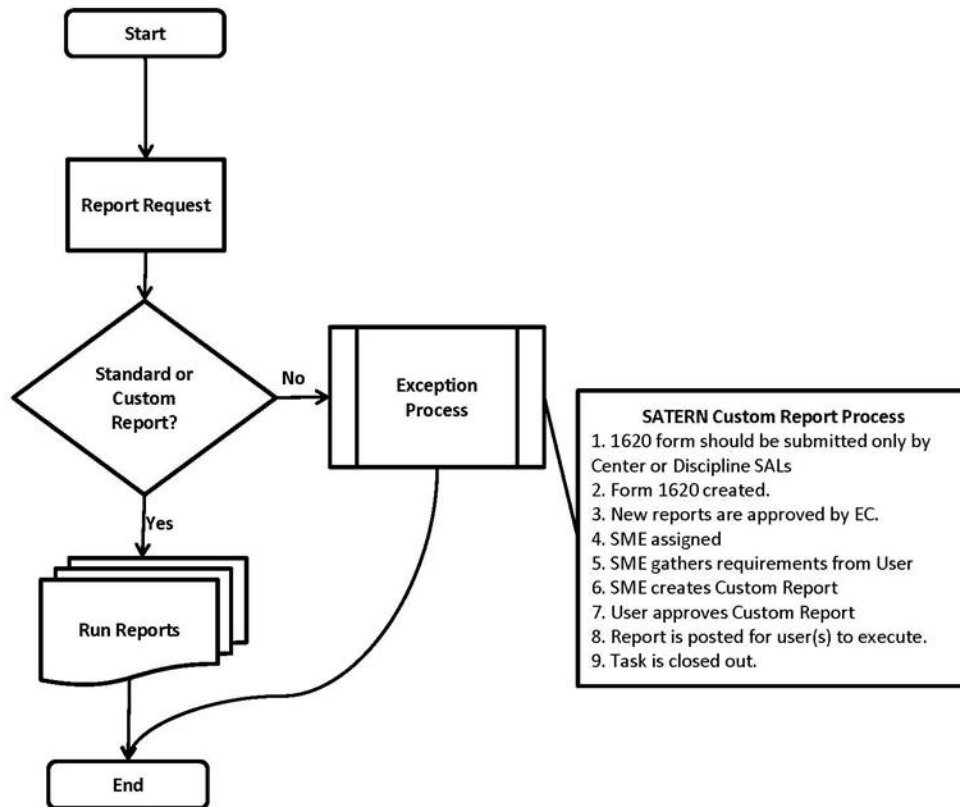 Start
Report Request
Standard or
Custom
Report?
No
Exception
Process
Yes
Run Reports
End
SATERN Custom Report Process
1. 1620 form should be submitted only by
Center or Discipline SALs
2. Form 1620 created.
3. New reports are approved by EC.
4. SME assigned
5. SME gathers requirements from User
6. SME creates Custom Report
7. User approves Custom Report
8. Report is posted for user(s) to execute.
9. Task is closed out.